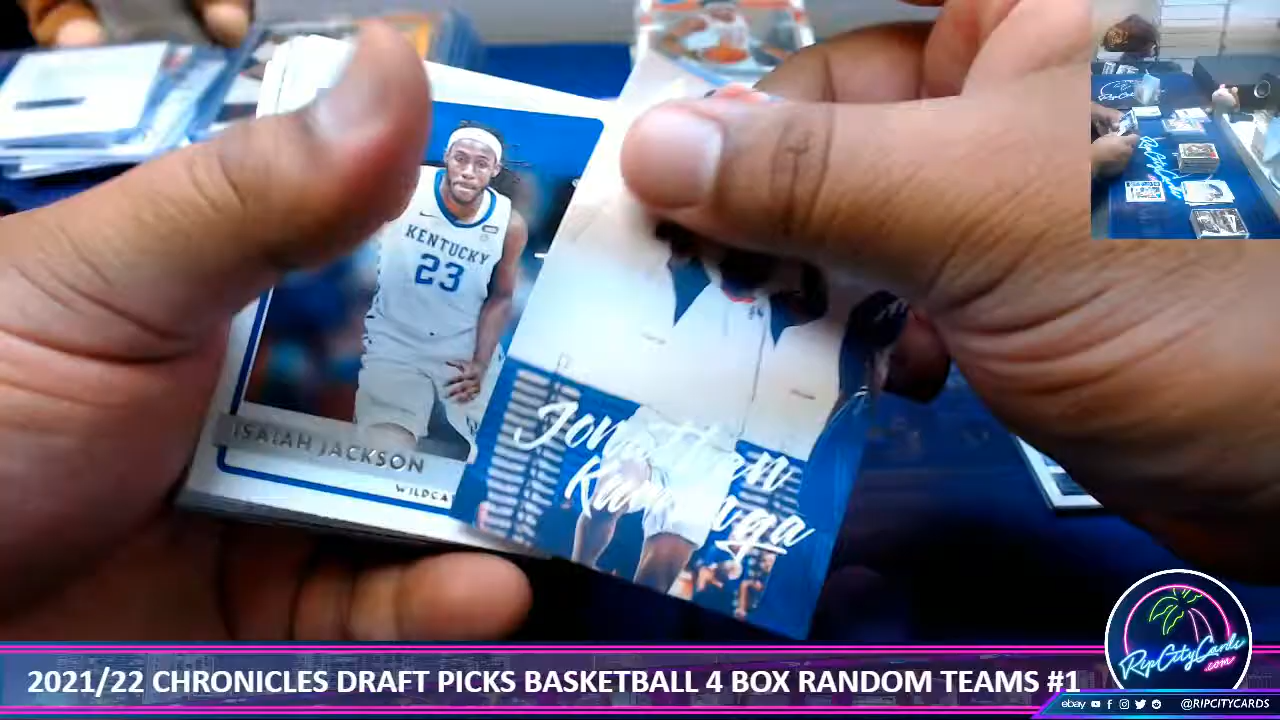 KENTUCKY
23
ISAIAH JACKSON
WILDCA
Jonathan
Kuminga
2021/22 CHRONICLES DRAFT PICKS BASKETBALL 4 BOX RANDOM TEAMS #1
RipCityCards
.com
ebay
@RIPCITYCARDS